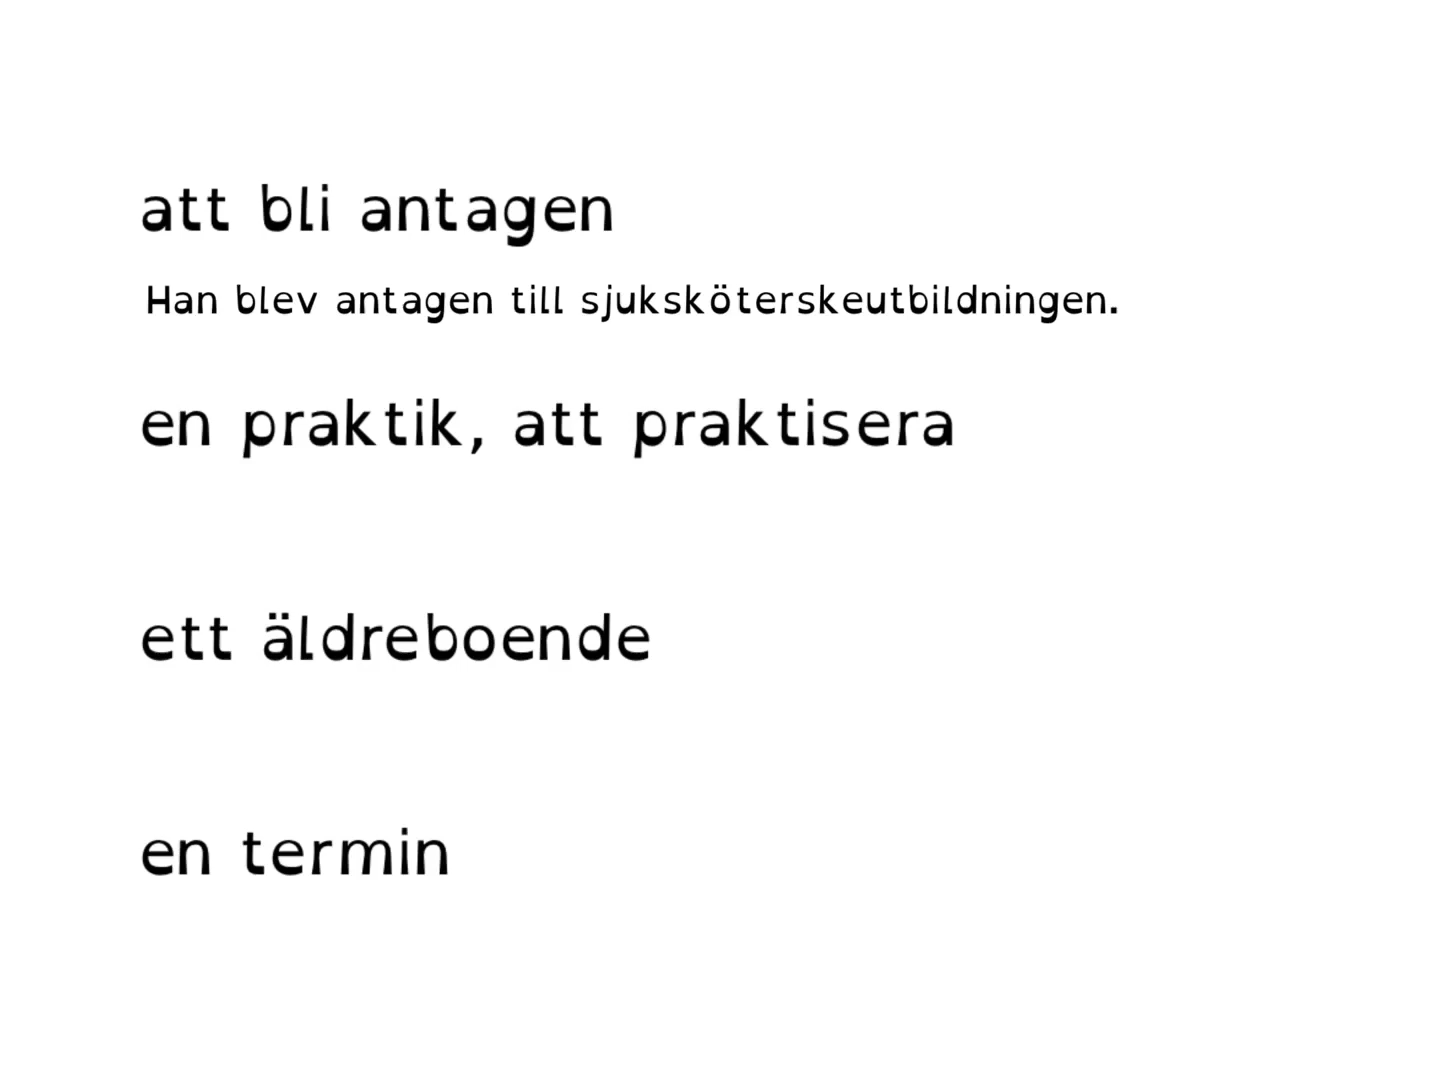 att bli antagen
Han blev antagen till sjuksköterskeutbildningen.
en praktik, att praktisera
ett äldreboende
en termin